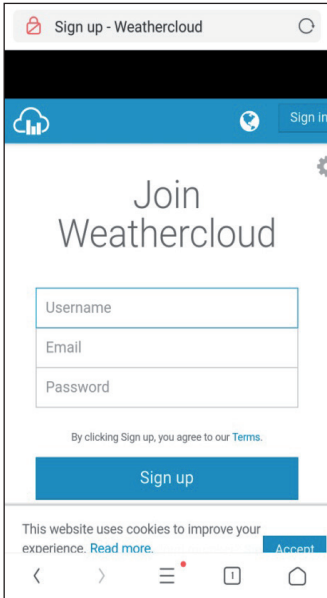 Sign up - Weathercloud
Sign in
Join
Weathercloud
Username
Email
Password
By clicking Sign up, you agree to our Terms.
Sign up
This website uses cookies to improve your
experience. Read more.
Accept
1